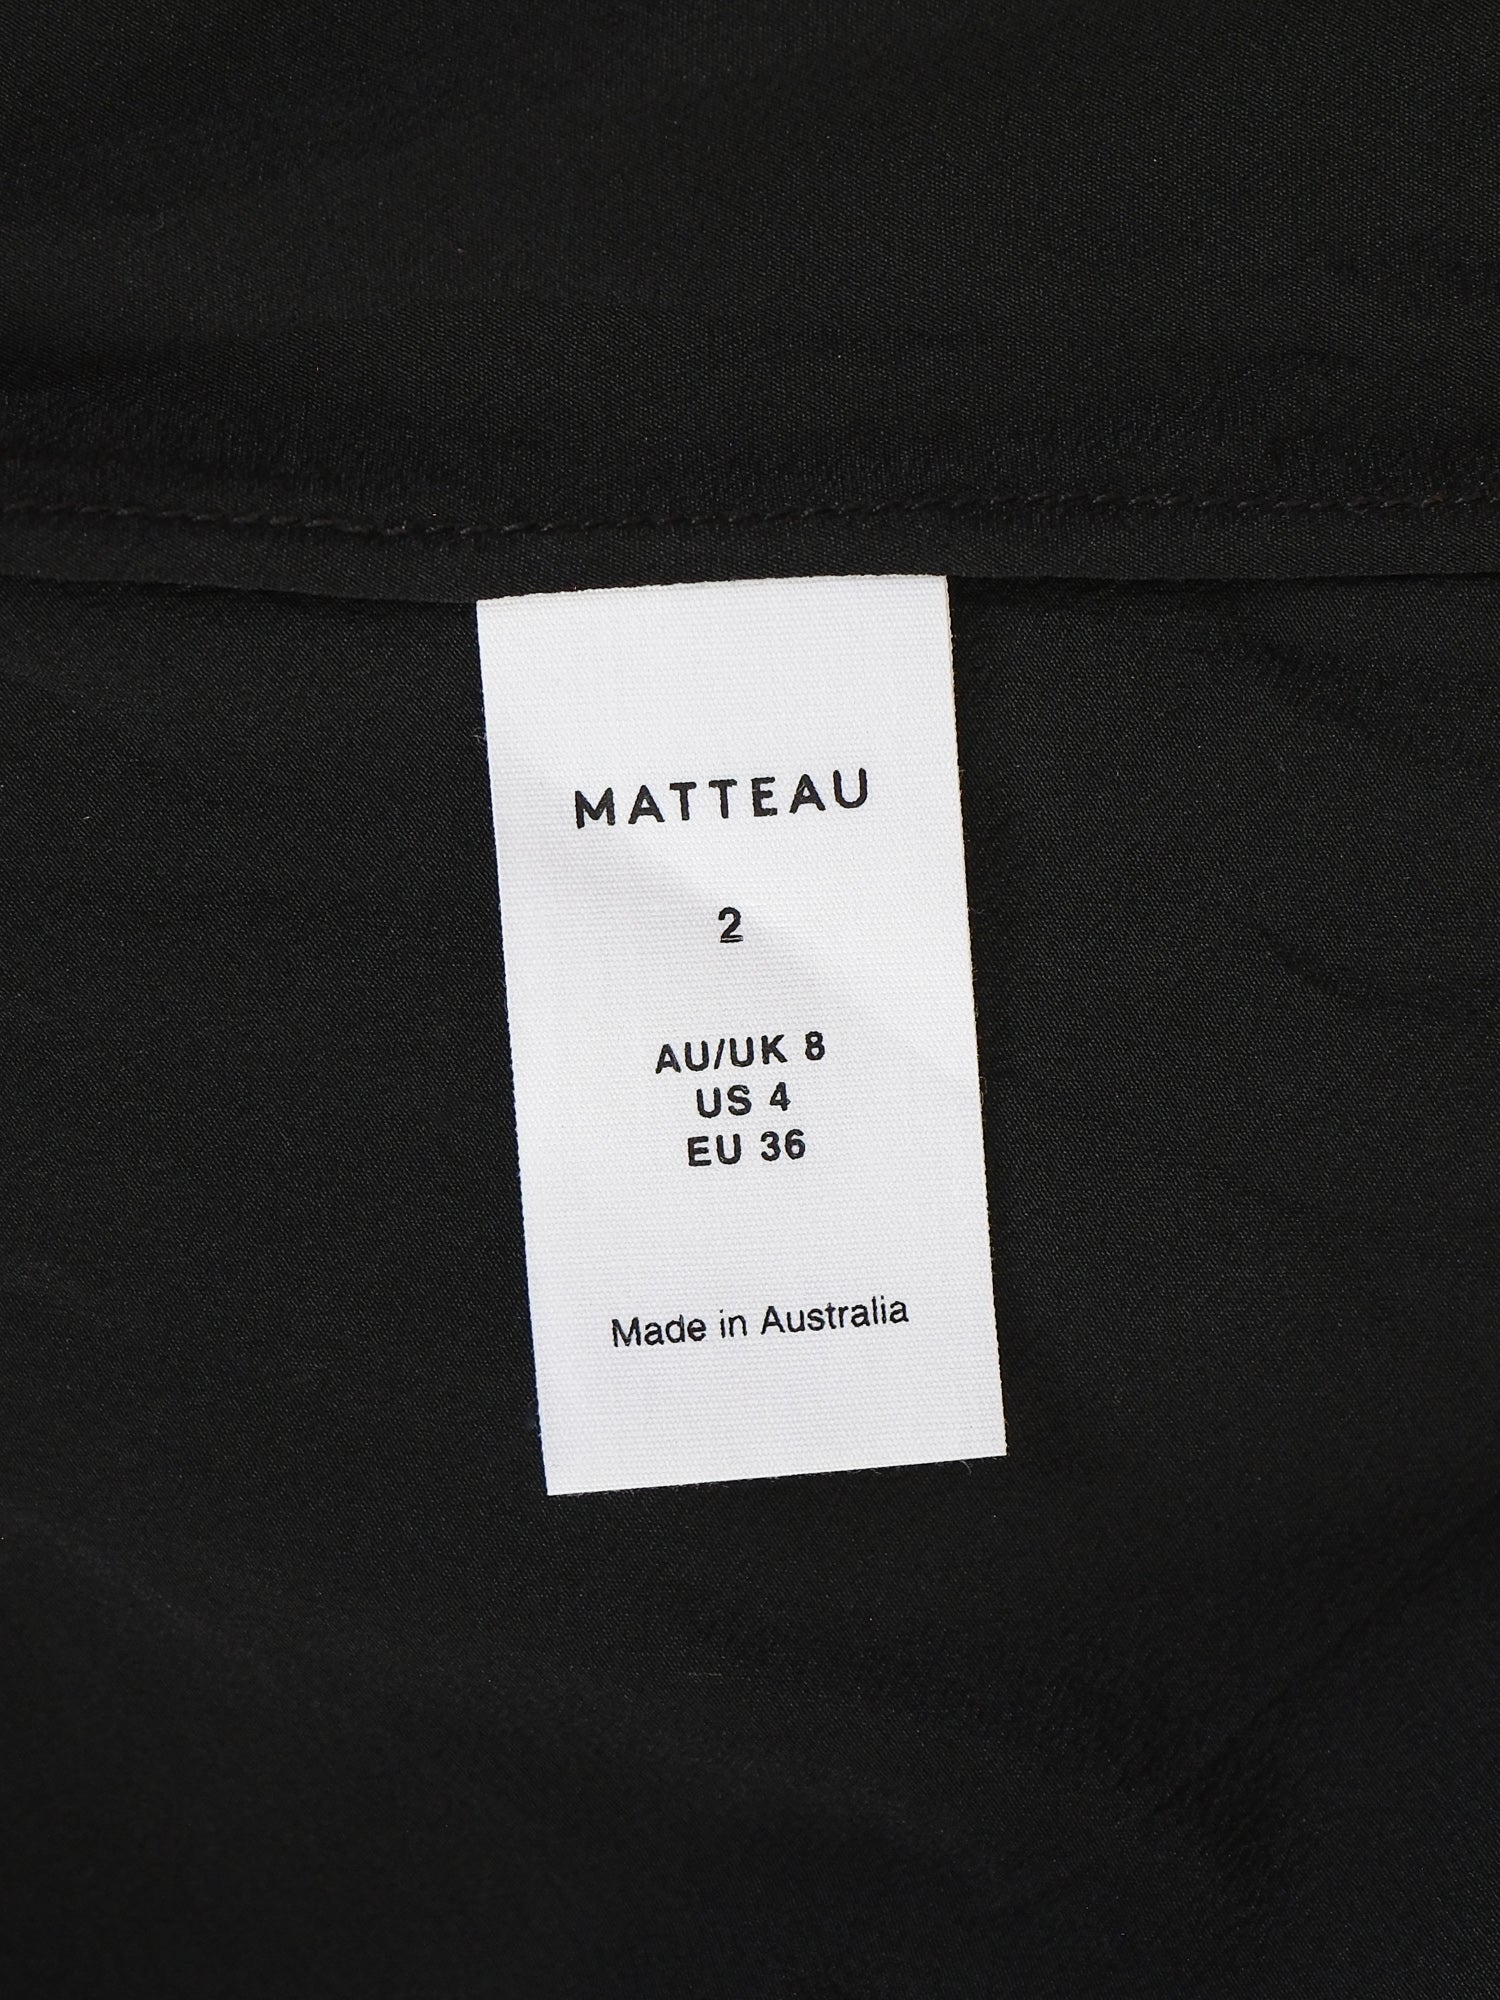 MATTEAU
2
AU/UK 8
US 4
EU 36
Made in Australia